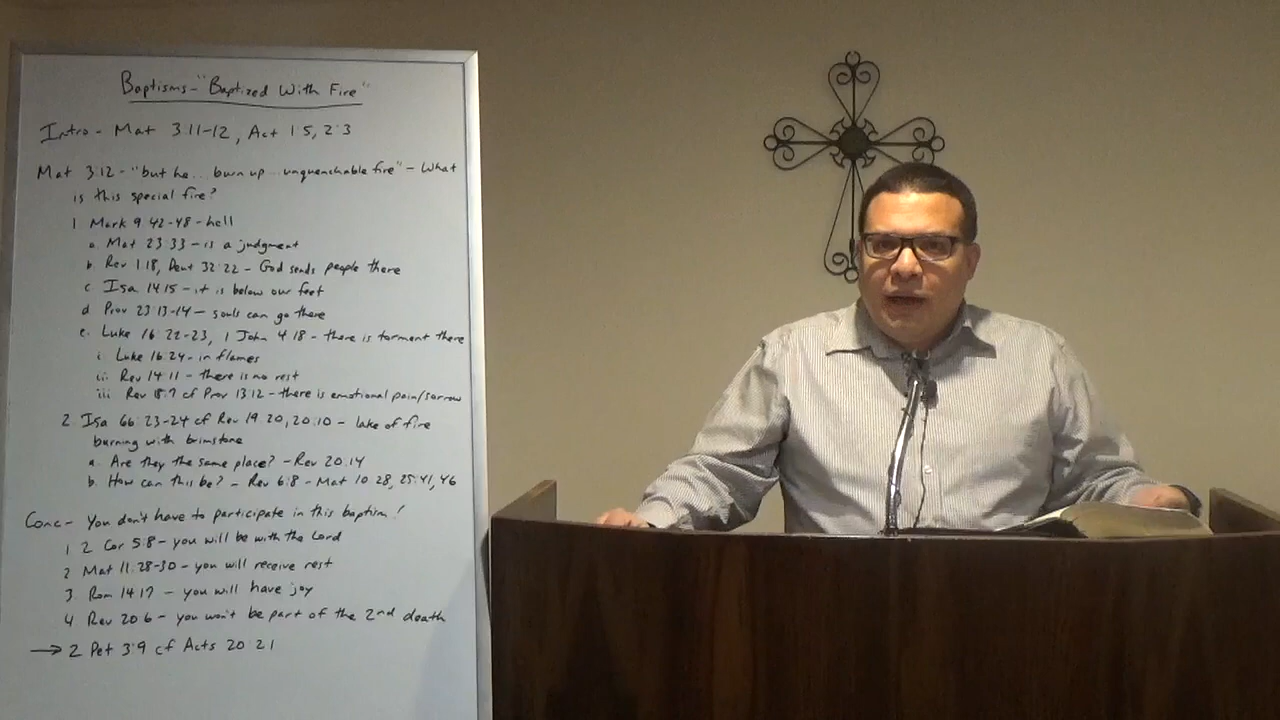 Baptisms - "Baptized With Fire"
Intro - Mat 3:11-12, Act 1:5, 2:3
Mat 3:12 - "but he... burn up... unquenchable fire" - What
is this special fire?
1 Mark 9:42-48 - hell
a. Mat 23:33 - is a judgment
b. Rev 1:18, Deut 32:22 - God sends people there
c Isa 14:15 - it is below our feet
d Prov 23:13-14 - souls can go there
e. Luke 16:22-23, 1 John 4:18 - there is torment there
i. Luke 16:24 - in flames
ii. Rev 14:11 - there is no rest
iii Rev 18:7 cf Prov 13:12 - there is emotional pain/sorrow
2. Isa 66:23-24 cf Rev 19:20, 20:10 - lake of fire
burning with brimstone
a. Are they the same place? - Rev 20:14
b. How can this be? - Rev 6:8 - Mat 10:28, 25:41, 46
Conc - You don't have to participate in this baptism!
1 2 Cor 5:8 - you will be with the Lord
2 Mat 11:28-30 - you will receive rest
3 Rom 14:17 - you will have joy
4 Rev 20:6 - you won't be part of the 2nd death
→ 2 Pet 3:9 cf Acts 20:21